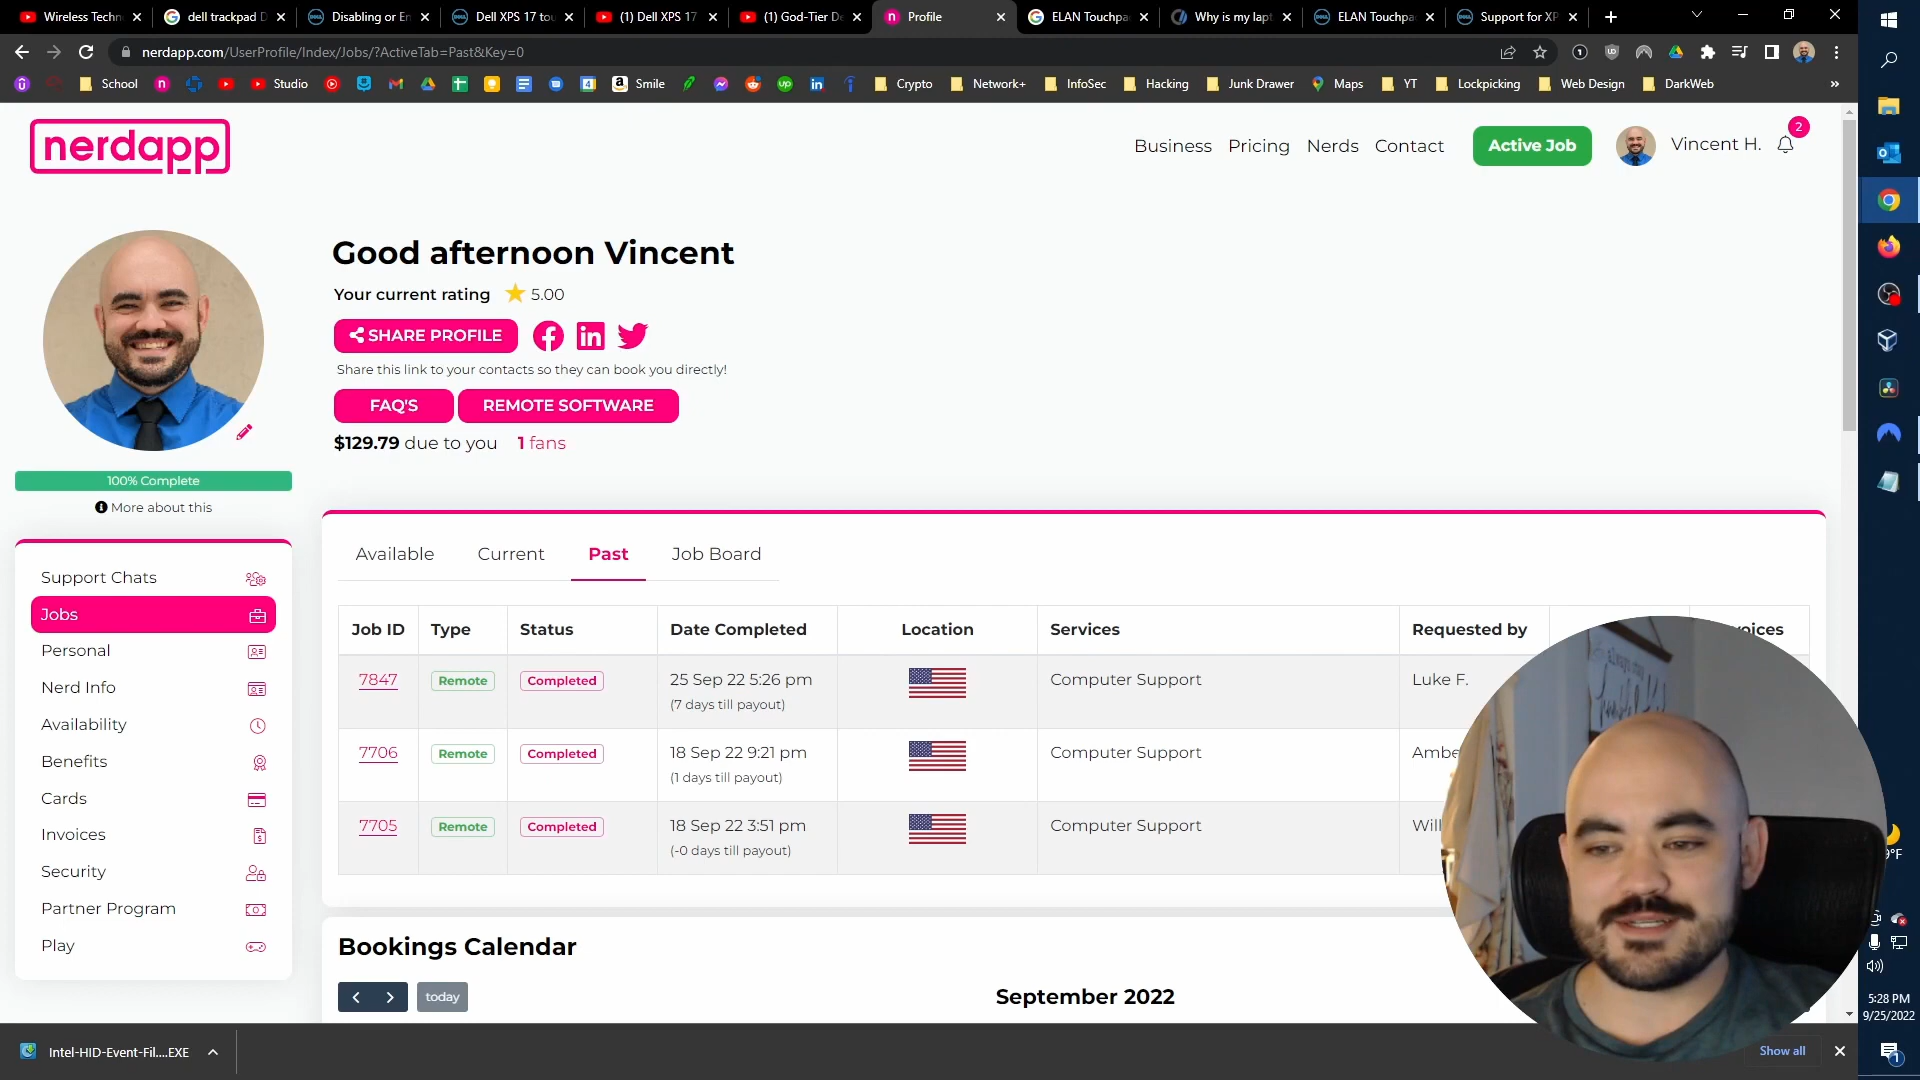 Wireless Techn
dell trackpad D
Disabling or En
Dell XPS 17 tou
(1) Dell XPS 17
(1) God-Tier De
Profile
ELAN Touchpa
Why is my lapt
ELAN Touchpa
Support for XP
nerdapp.com/UserProfile/Index/Jobs/?ActiveTab=Past&Key=0
School
Studio
Smile
Crypto
Network+
InfoSec
Hacking
Junk Drawer
Maps
YT
Lockpicking
Web Design
DarkWeb
nerdapp
Business
Pricing
Nerds
Contact
Active Job
Vincent H.
2
Good afternoon Vincent
Your current rating 5.00
SHARE PROFILE
Share this link to your contacts so they can book you directly!
FAQ'S
REMOTE SOFTWARE
$129.79 due to you 1 fans
100% Complete
More about this
Support Chats
Jobs
Personal
Nerd Info
Availability
Benefits
Cards
Invoices
Security
Partner Program
Play
Available
Current
Past
Job Board
Job ID Type Status Date Completed Location Services Requested by oices
7847 Remote Completed 25 Sep 22 5:26 pm Computer Support Luke F.
(7 days till payout)
7706 Remote Completed 18 Sep 22 9:21 pm Computer Support Ambe
(1 days till payout)
7705 Remote Completed 18 Sep 22 3:51 pm Computer Support Will
(-0 days till payout)
Bookings Calendar
today
September 2022
Intel-HID-Event-Fil....EXE
Show all
9°F
5:28 PM
9/25/2022
1